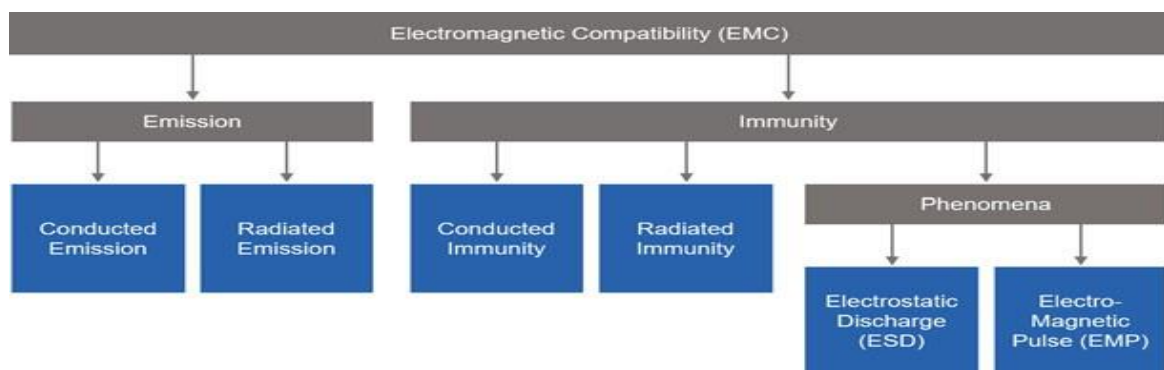 Electromagnetic Compatibility (EMC)
Emission
Immunity
Conducted
Emission
Radiated
Emission
Conducted
Immunity
Radiated
Immunity
Phenomena
Electrostatic
Discharge
(ESD)
Electro-
Magnetic
Pulse (EMP)